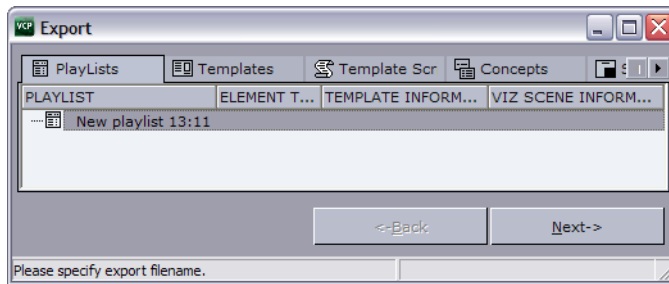 VCP Export
PlayLists Templates Template Scr Concepts S
PLAYLIST ELEMENT T... TEMPLATE INFORM... VIZ SCENE INFORM...
New playlist 13:11
<-Back Next->
Please specify export filename.